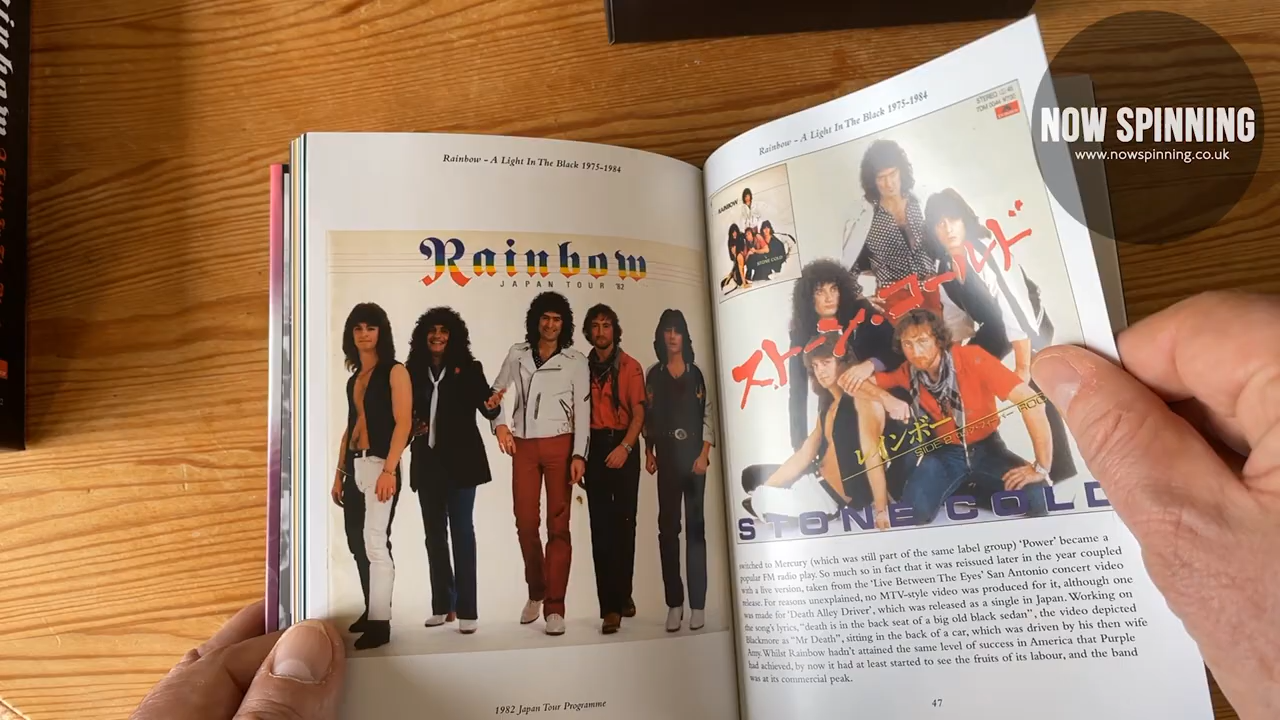 Rainbow - A Light In The Black 1975-1984
Rainbow
JAPAN TOUR '82
1982 Japan Tour Programme
Rainbow - A Light In The Black 1975-1984
RAINBOW
STONE COLD
ストーン・コールド
レインボー
STONE COLD
switched to Mercury (which was still part of the same label group) 'Power' became a
popular FM radio play. So much so in fact that it was reissued later in the year coupled
with a live version, taken from the 'Live Between The Eyes' San Antonio concert video
release. For reasons unexplained, no MTV-style video was produced for it, although one
was made for 'Death Alley Driver', which was released as a single in Japan. Working on
the song's lyrics, "death is in the back seat of a big old black sedan", the video depicted
Blackmore as "Mr Death", sitting in the back of a car, which was driven by his then wife
Amy. Whilst Rainbow hadn't attained the same level of success in America that Purple
had achieved, by now it had at least started to see the fruits of its labour, and the band
was at its commercial peak.
47
NOW SPINNING
www.nowspinning.co.uk